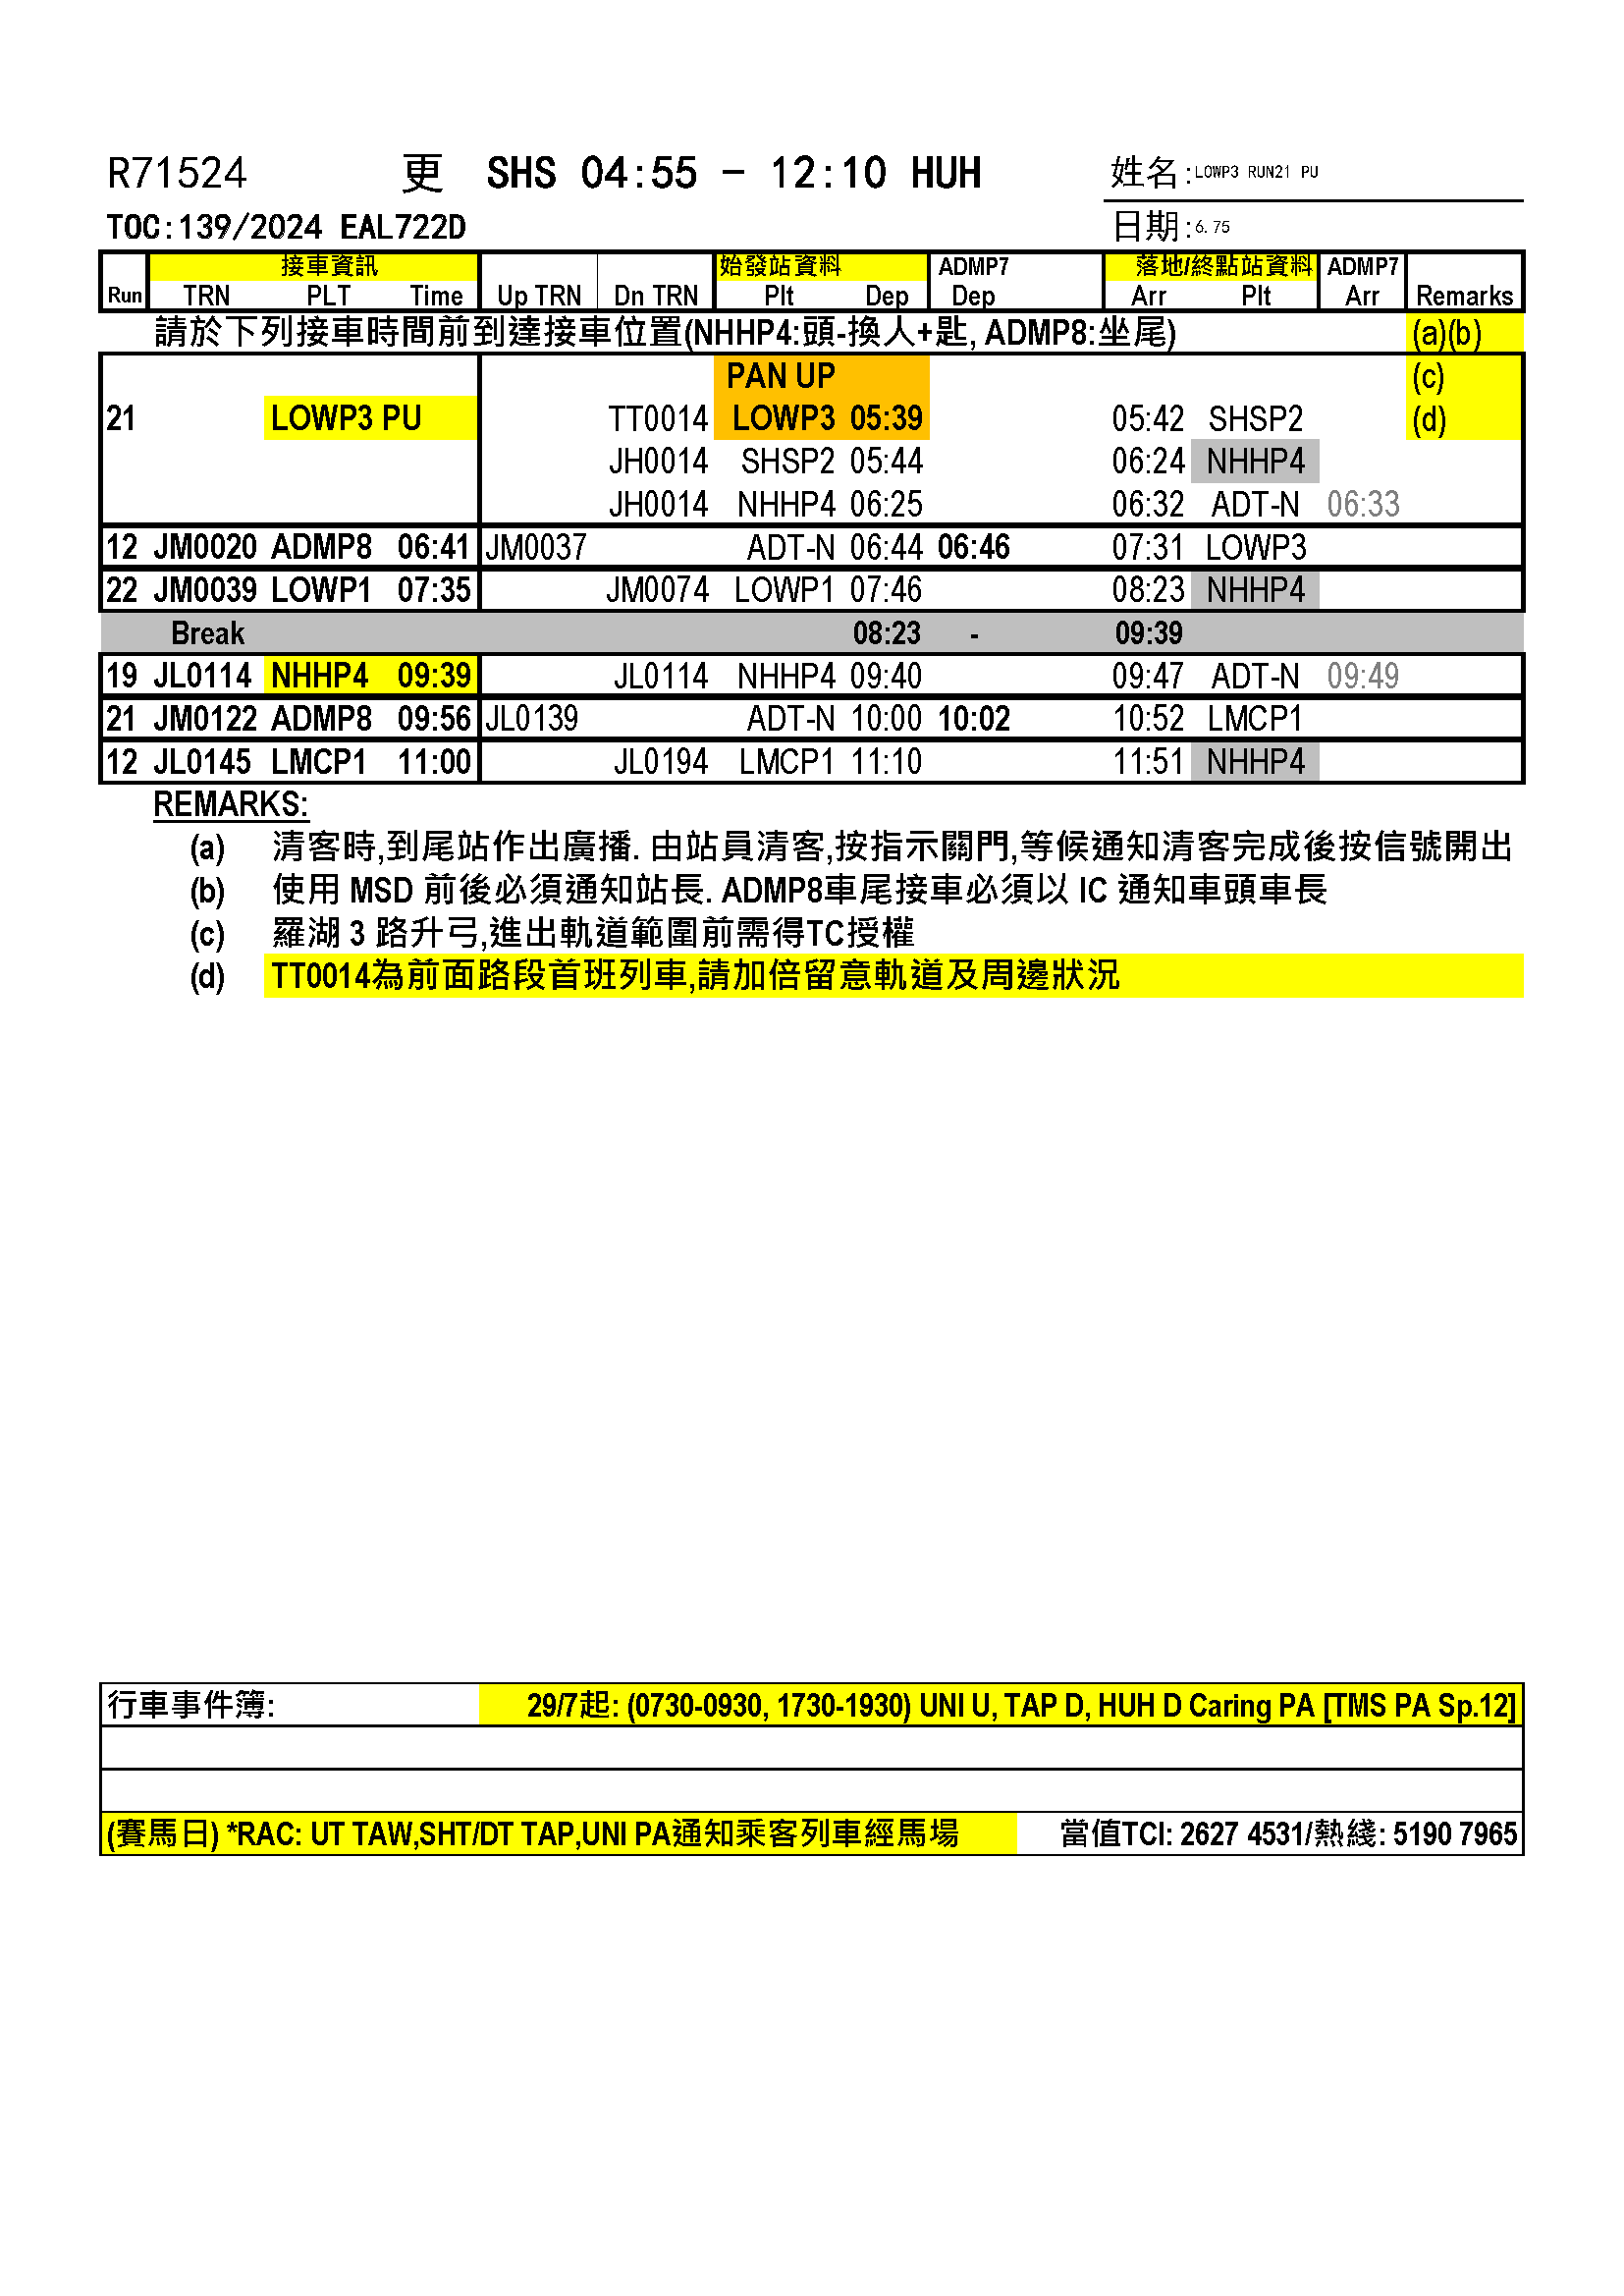 R71524 更 SHS 04:55 - 12:10 HUH 姓名:LOWP3 RUN21 PU
TOC:139/2024 EAL722D 日期:6.75
接車資訊 始發站資料 ADMP7 落地/終點站資料 ADMP7
Run TRN PLT Time Up TRN Dn TRN Plt Dep Dep Arr Plt Arr Remarks
請於下列接車時間前到達接車位置(NHHP4:頭-換人+匙, ADMP8:坐尾) (a)(b)
PAN UP (c)
21 LOWP3 PU TT0014 LOWP3 05:39 05:42 SHSP2 (d)
JH0014 SHSP2 05:44 06:24 NHHP4
JH0014 NHHP4 06:25 06:32 ADT-N 06:33
12 JM0020 ADMP8 06:41 JM0037 ADT-N 06:44 06:46 07:31 LOWP3
22 JM0039 LOWP1 07:35 JM0074 LOWP1 07:46 08:23 NHHP4
Break 08:23 - 09:39
19 JL0114 NHHP4 09:39 JL0114 NHHP4 09:40 09:47 ADT-N 09:49
21 JM0122 ADMP8 09:56 JL0139 ADT-N 10:00 10:02 10:52 LMCP1
12 JL0145 LMCP1 11:00 JL0194 LMCP1 11:10 11:51 NHHP4
REMARKS:
(a) 清客時,到尾站作出廣播. 由站員清客,按指示關門,等候通知清客完成後按信號開出
(b) 使用 MSD 前後必須通知站長. ADMP8車尾接車必須以 IC 通知車頭車長
(c) 羅湖 3 路升弓,進出軌道範圍前需得TC授權
(d) TT0014為前面路段首班列車,請加倍留意軌道及周邊狀況
行車事件簿: 29/7起: (0730-0930, 1730-1930) UNI U, TAP D, HUH D Caring PA [TMS PA Sp.12]
(賽馬日) *RAC: UT TAW,SHT/DT TAP,UNI PA通知乘客列車經馬場 當值TCI: 2627 4531/熱綫: 5190 7965